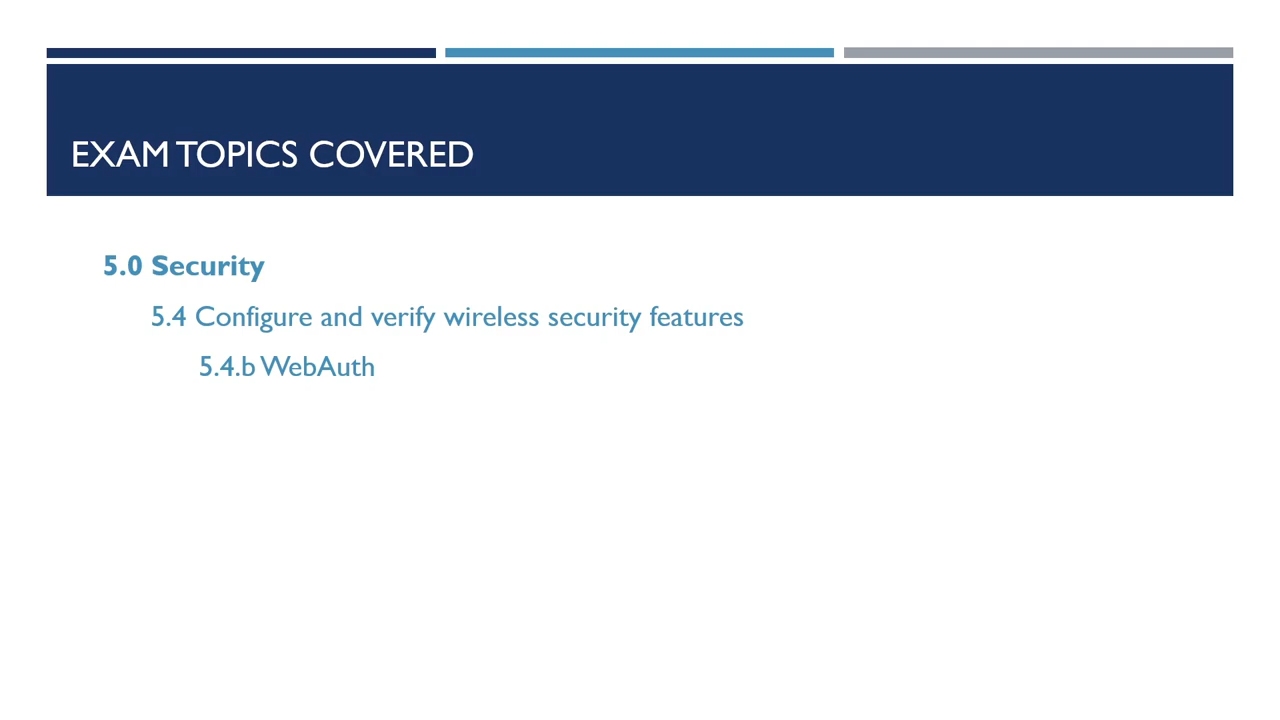 EXAM TOPICS COVERED
5.0 Security
5.4 Configure and verify wireless security features
5.4.b WebAuth